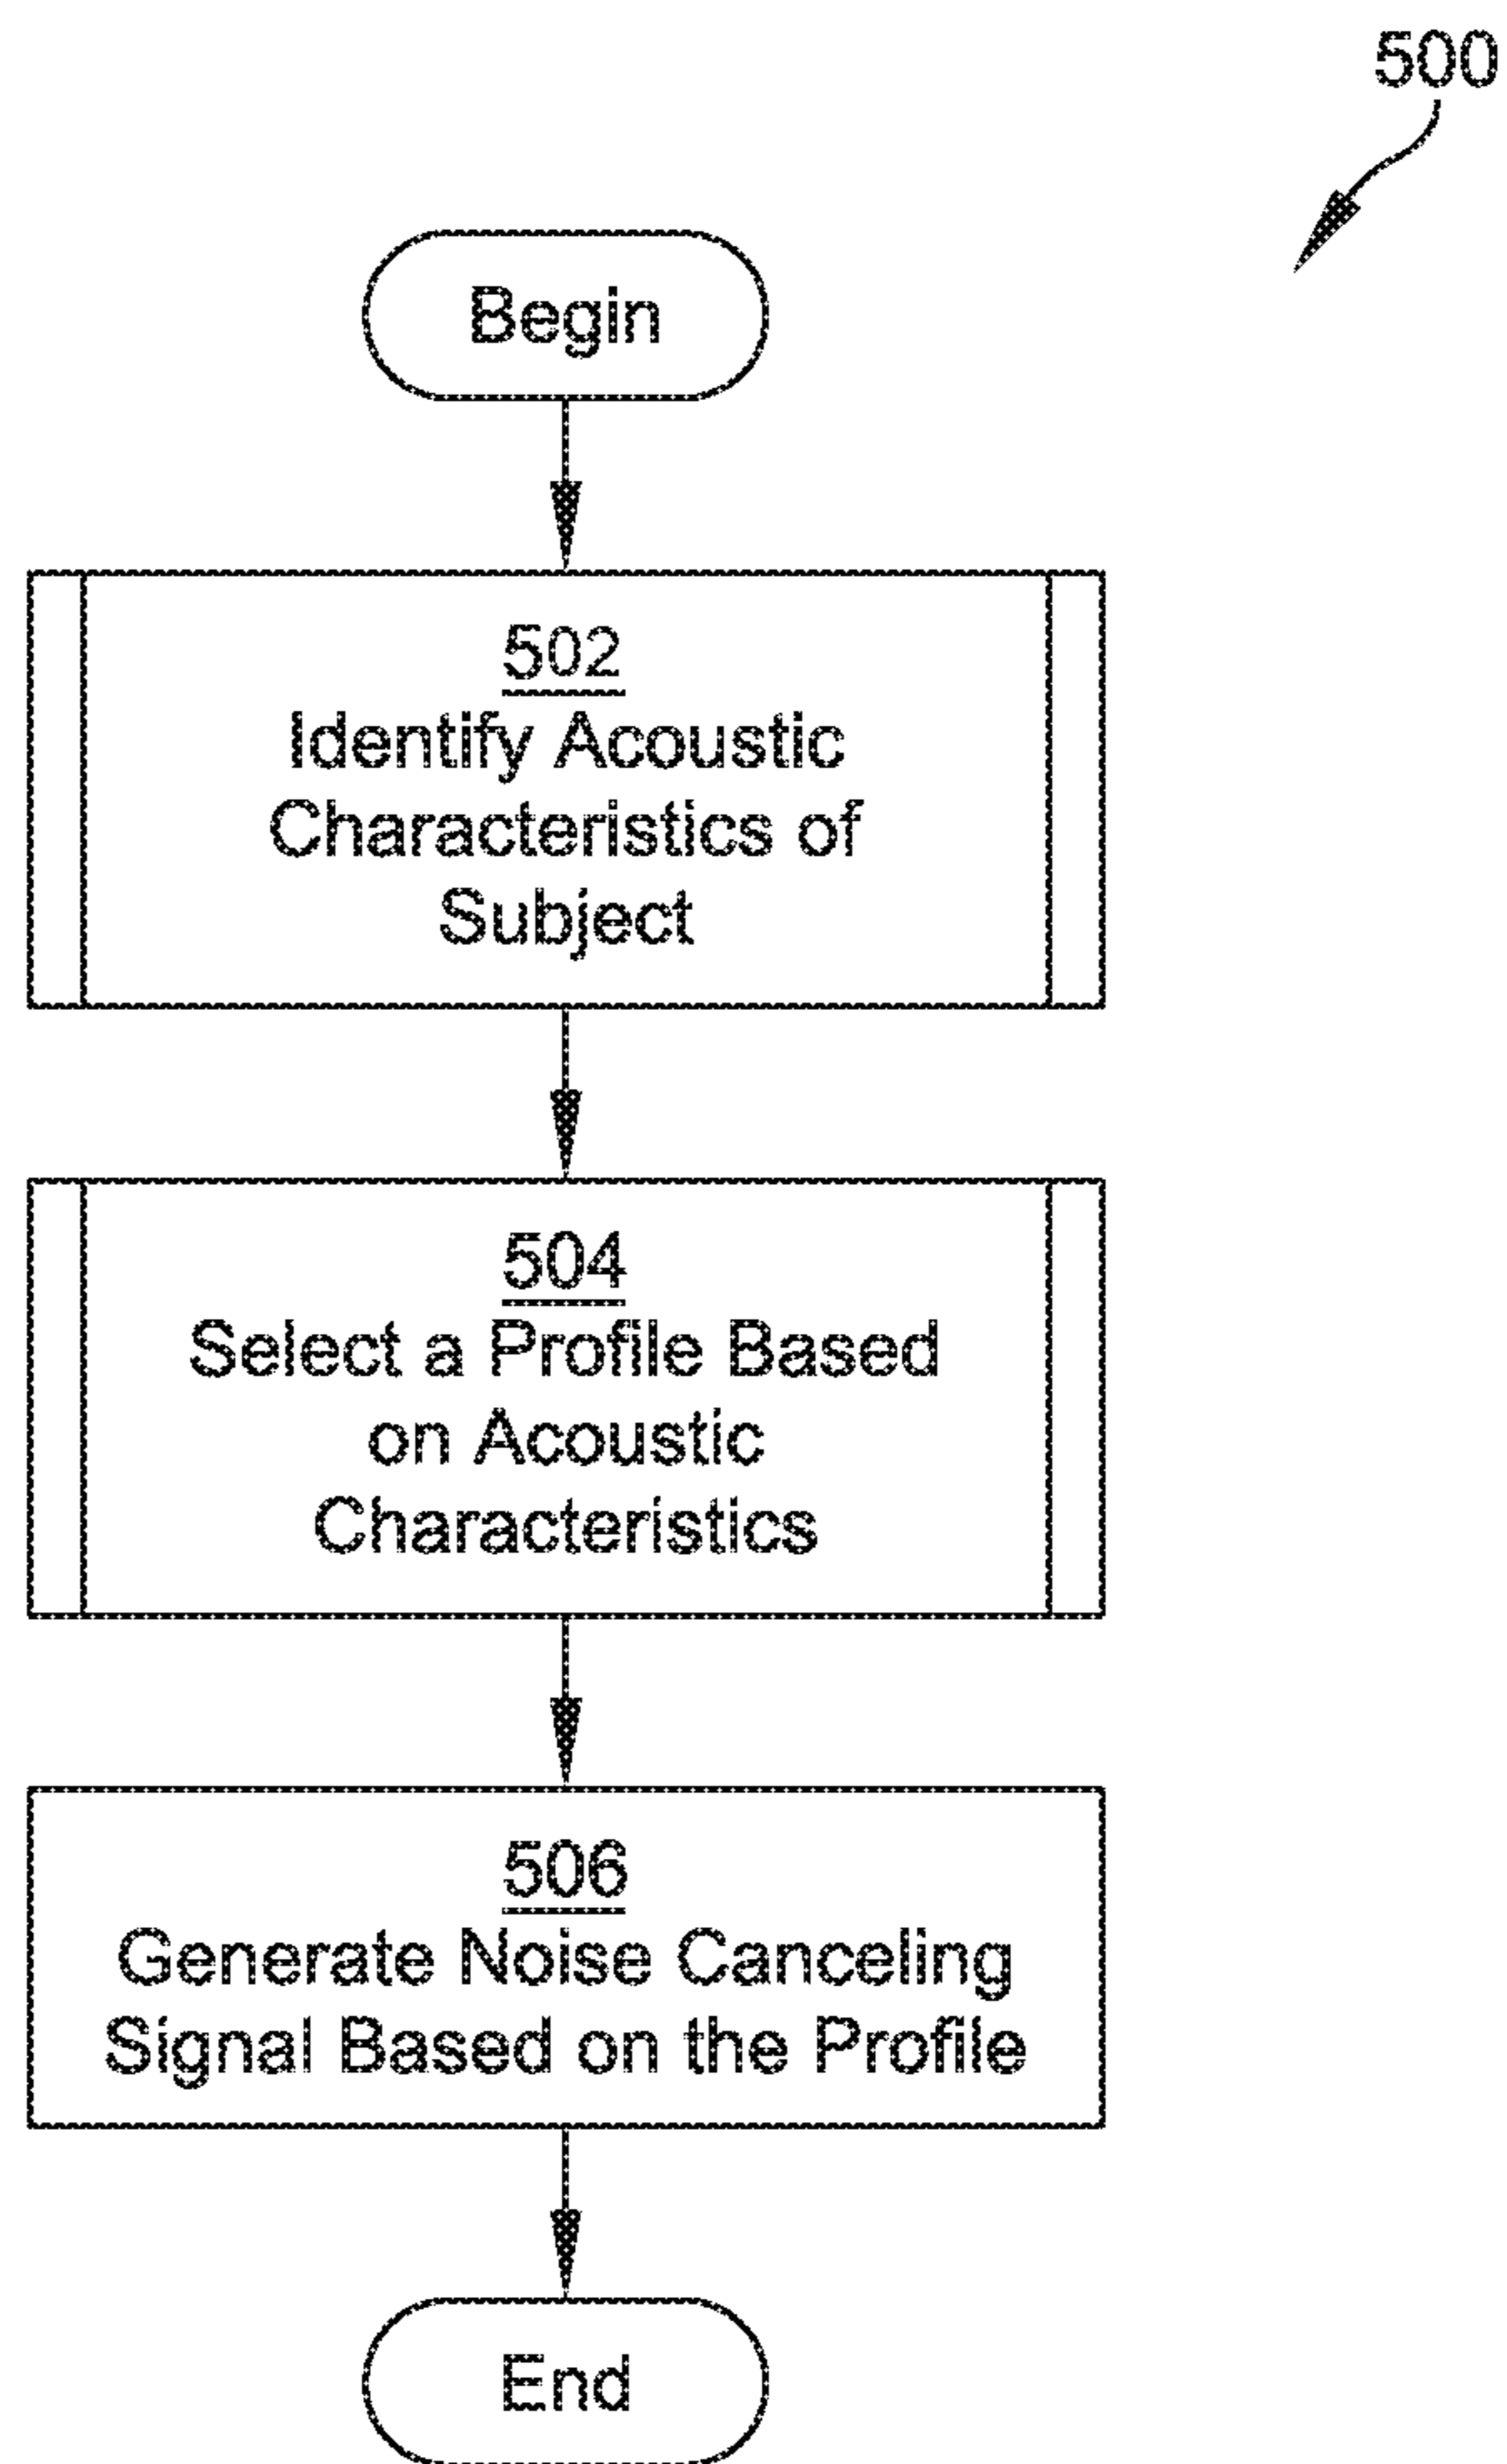 500
Begin
502
Identify Acoustic
Characteristics of
Subject
504
Select a Profile Based
on Acoustic
Characteristics
506
Generate Noise Canceling
Signal Based on the Profile
End